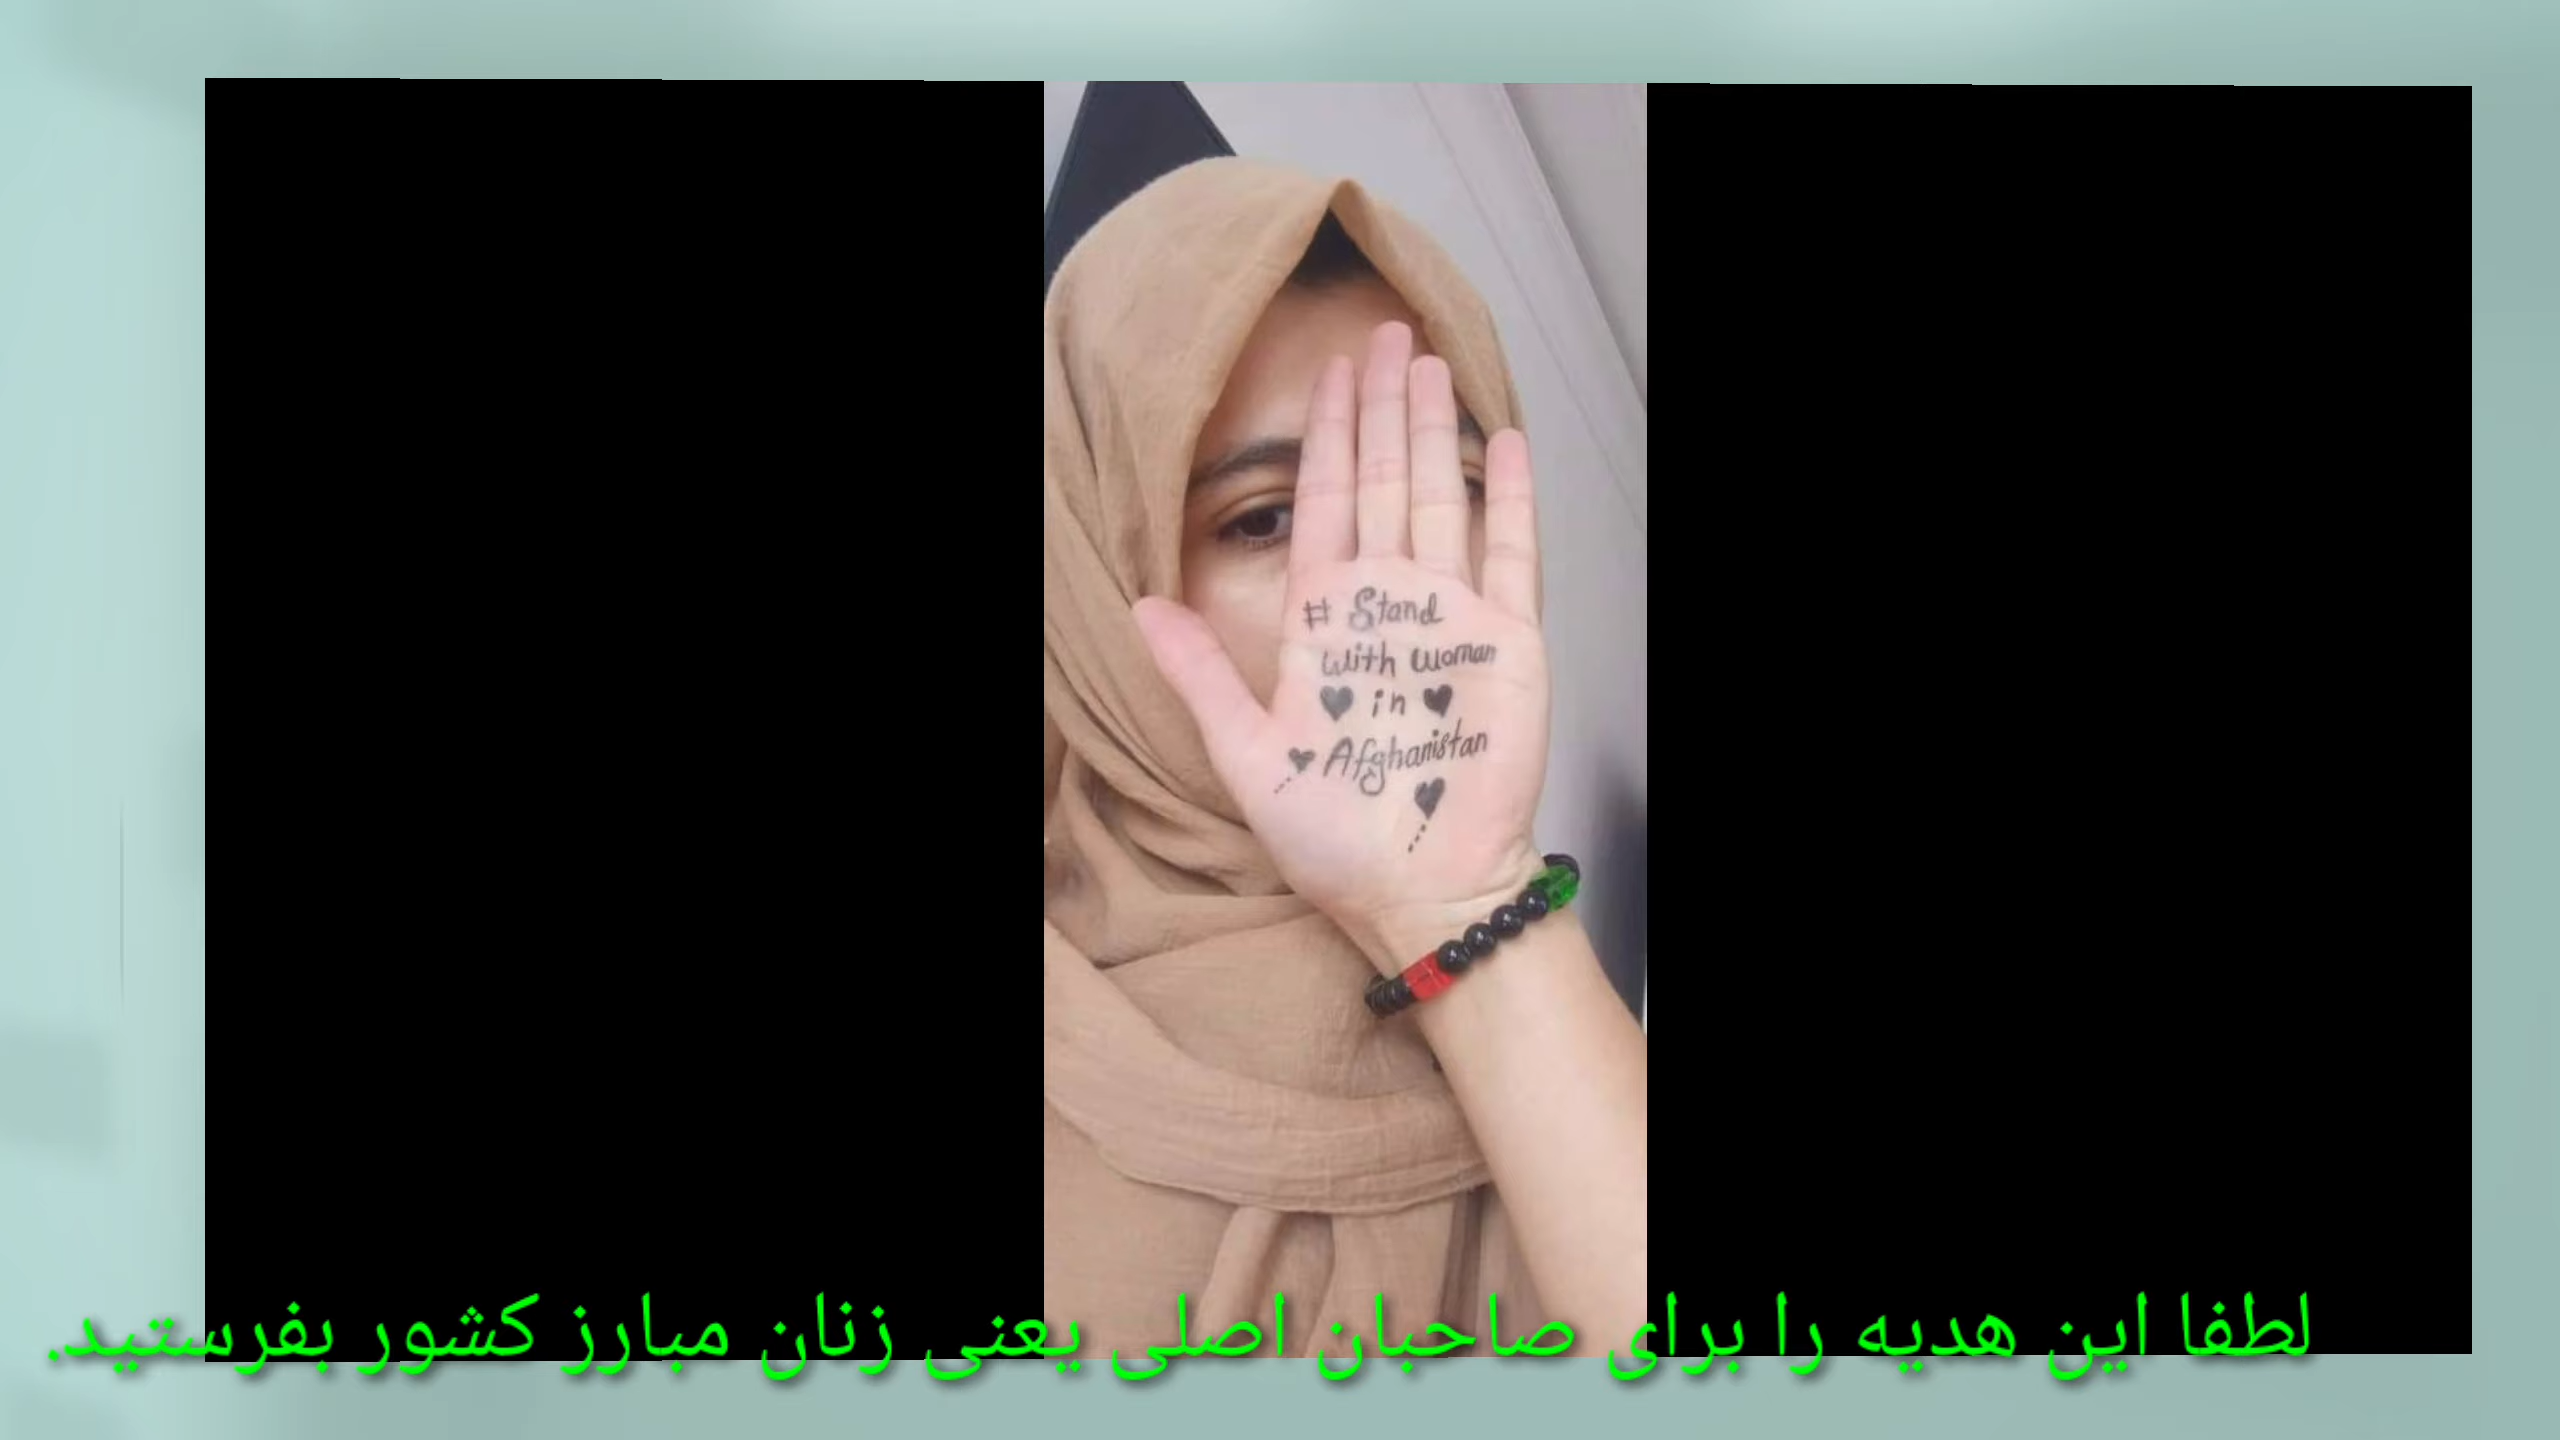 # Stand
with woman
in
Afghanistan
لطفا این هدیه را برای صاحبان اصلی یعنی زنان مبارز کشور بفرستید.